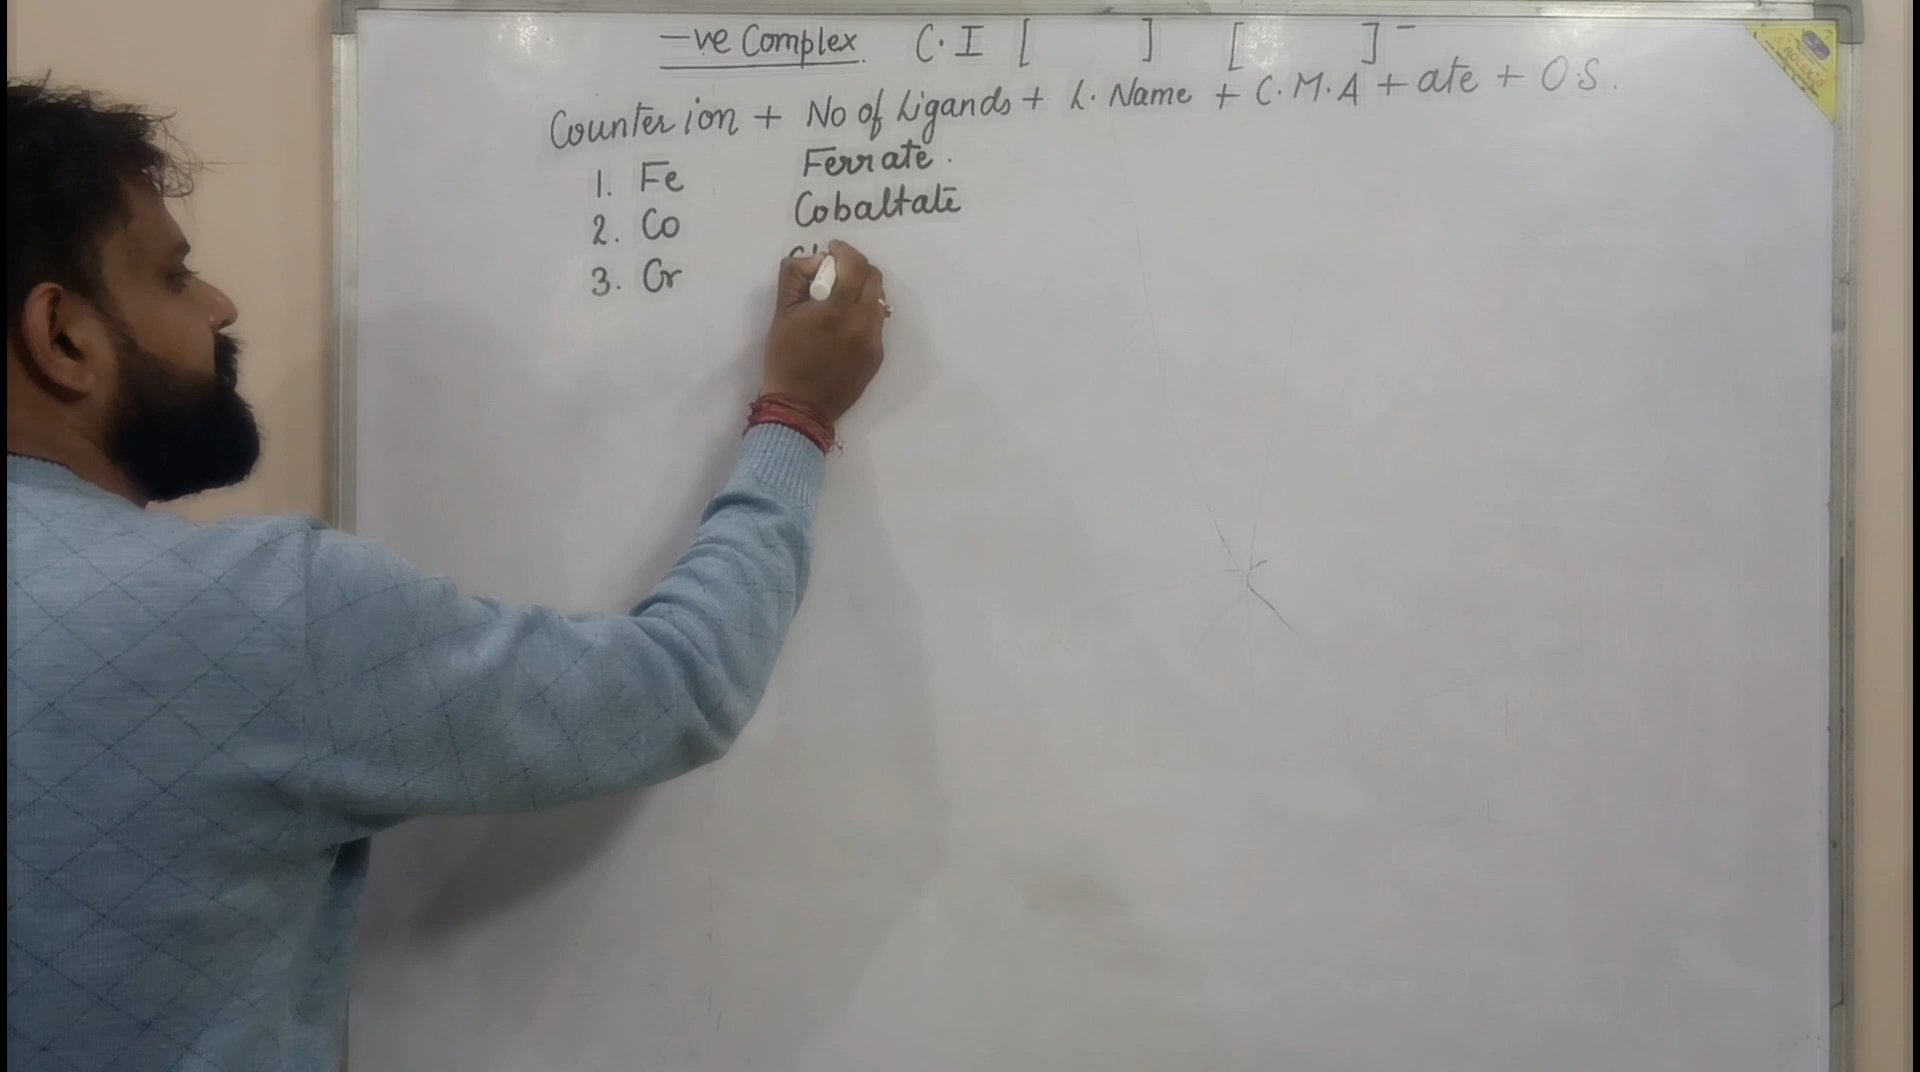 -ve Complex. C.I [ ] [ ]⁻
Counter ion + No of Ligands + L. Name + C.M.A + ate + O.S.
1. Fe Ferrate.
2. Co Cobaltate
3. Cr